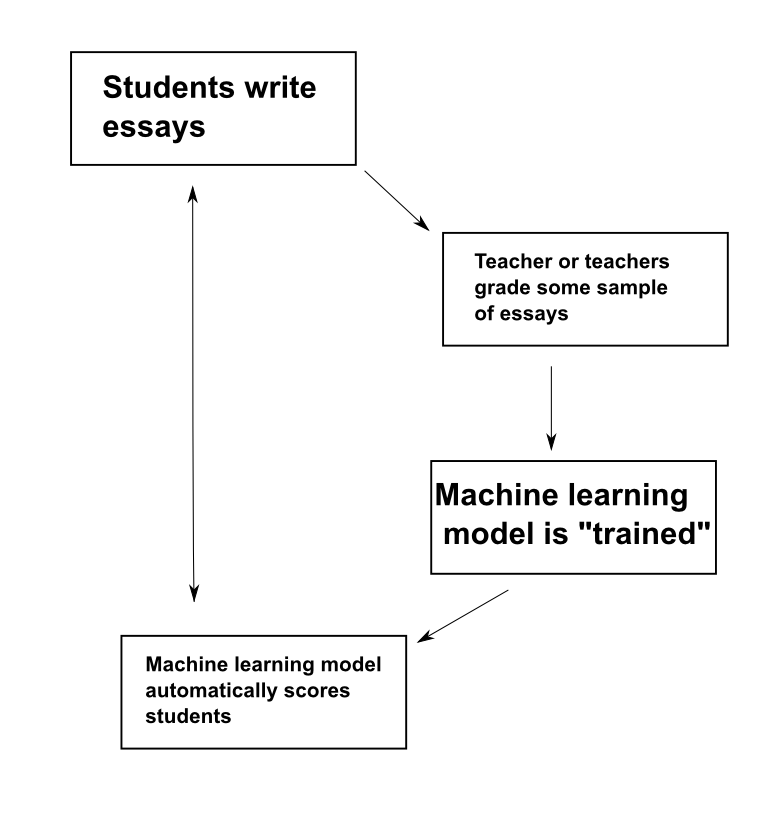 Students write
essays
Teacher or teachers
grade some sample
of essays
Machine learning
model is "trained"
Machine learning model
automatically scores
students